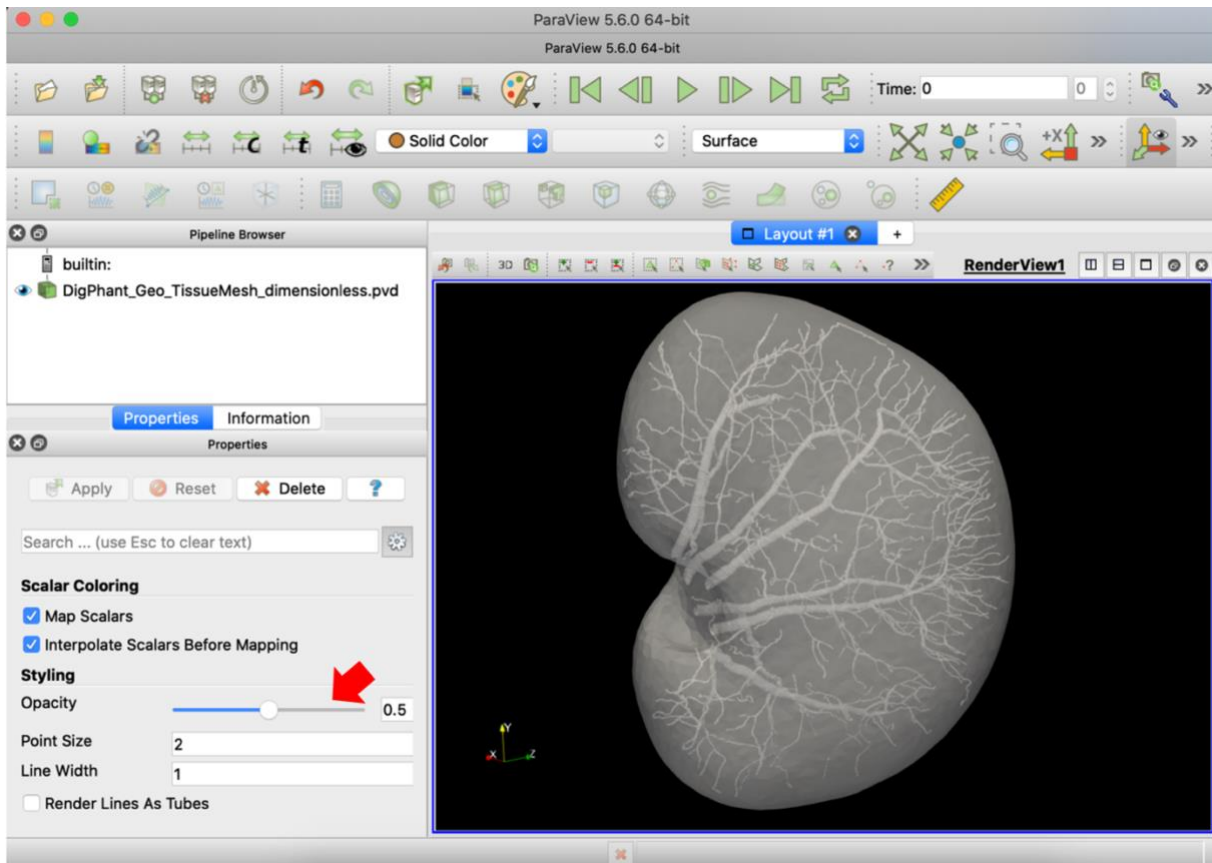 ParaView 5.6.0 64-bit
ParaView 5.6.0 64-bit
Time: 0 0
Solid Color Surface +X
Pipeline Browser
Layout #1 +
builtin:
3D RenderView1
DigPhant_Geo_TissueMesh_dimensionless.pvd
Properties Information
Properties
Apply Reset Delete ?
Search ... (use Esc to clear text)
Scalar Coloring
Map Scalars
Interpolate Scalars Before Mapping
Styling
Opacity 0.5
Point Size 2
Line Width 1
Render Lines As Tubes
Y
X Z